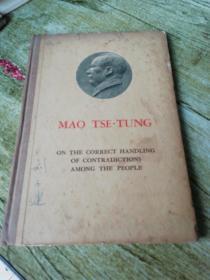 MAO TSE-TUNG
ON THE CORRECT HANDLING
OF CONTRADICTIONS
AMONG THE PEOPLE